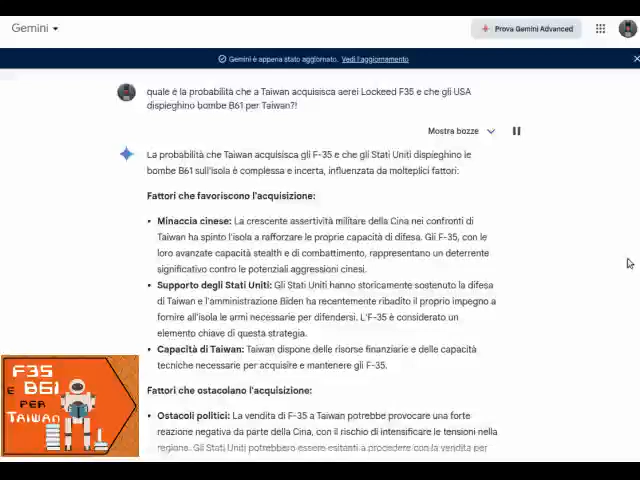 Gemini
Prova Gemini Advanced
Gemini è appena stato aggiornato. Vedi l'aggiornamento
quale è la probabilità che a Taiwan acquisisca aerei Lockeed F35 e che gli USA
dispieghino bombe B61 per Taiwan?!
Mostra bozze
La probabilità che Taiwan acquisisca gli F-35 e che gli Stati Uniti dispieghino le
bombe B61 sull'isola è complessa e incerta, influenzata da molteplici fattori:
Fattori che favoriscono l'acquisizione:
• Minaccia cinese: La crescente assertività militare della Cina nei confronti di
Taiwan ha spinto l'isola a rafforzare le proprie capacità di difesa. Gli F-35, con le
loro avanzate capacità stealth e di combattimento, rappresentano un deterrente
significativo contro le potenziali aggressioni cinesi.
• Supporto degli Stati Uniti: Gli Stati Uniti hanno storicamente sostenuto la difesa
di Taiwan e l'amministrazione Biden ha recentemente ribadito il proprio impegno a
fornire all'isola le armi necessarie per difendersi. L'F-35 è considerato un
elemento chiave di questa strategia.
• Capacità di Taiwan: Taiwan dispone delle risorse finanziarie e delle capacità
tecniche necessarie per acquisire e mantenere gli F-35.
Fattori che ostacolano l'acquisizione:
• Ostacoli politici: La vendita di F-35 a Taiwan potrebbe provocare una forte
reazione negativa da parte della Cina, con il rischio di intensificare le tensioni nella
regione. Gli Stati Uniti potrebbero essere esitanti a procedere con la vendita per
F35
E B61
PER
TAIWAN